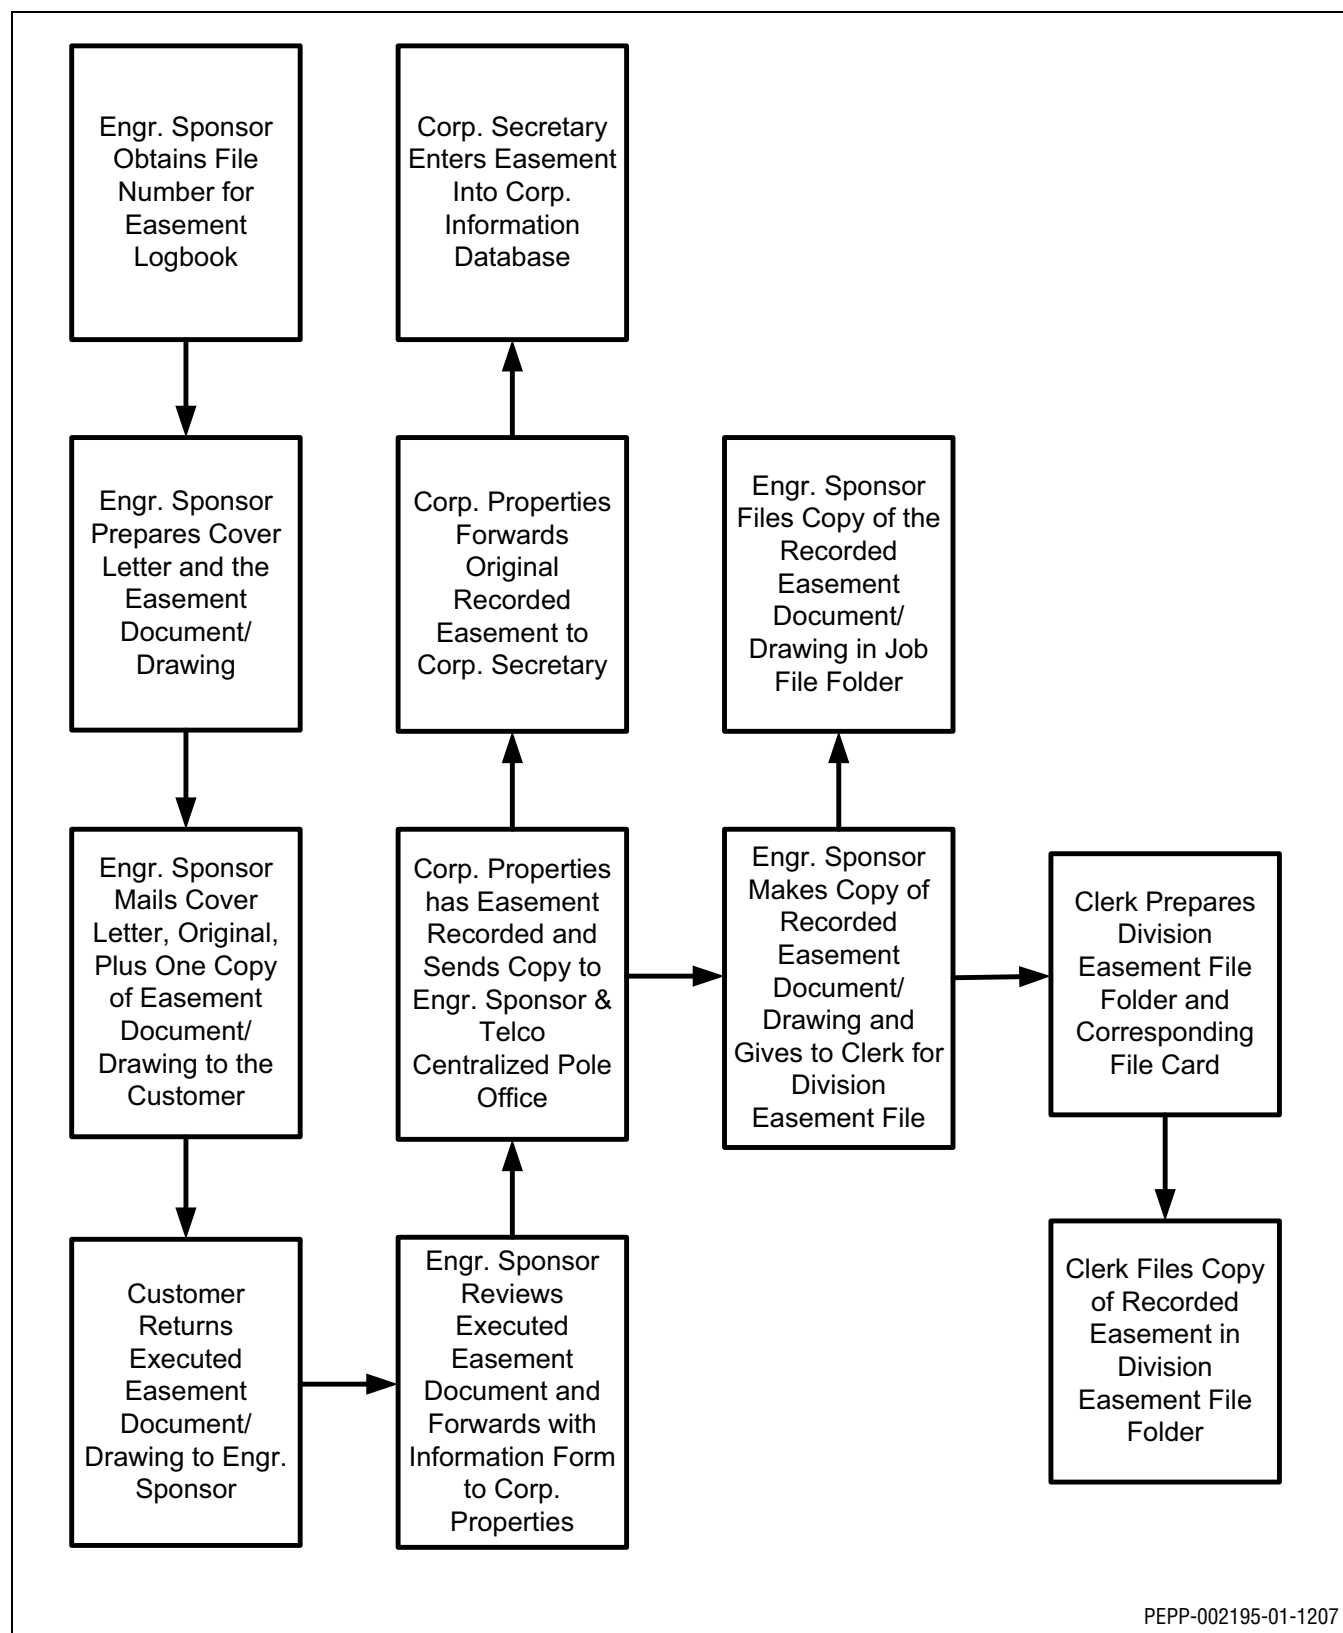 Engr. Sponsor
Obtains File
Number for
Easement
Logbook
Engr. Sponsor
Prepares Cover
Letter and the
Easement
Document/
Drawing
Engr. Sponsor
Mails Cover
Letter, Original,
Plus One Copy
of Easement
Document/
Drawing to the
Customer
Customer
Returns
Executed
Easement
Document/
Drawing to Engr.
Sponsor
Engr. Sponsor
Reviews
Executed
Easement
Document and
Forwards with
Information Form
to Corp.
Properties
Corp. Properties
has Easement
Recorded and
Sends Copy to
Engr. Sponsor &
Telco
Centralized Pole
Office
Corp. Properties
Forwards
Original
Recorded
Easement to
Corp. Secretary
Corp. Secretary
Enters Easement
Into Corp.
Information
Database
Engr. Sponsor
Makes Copy of
Recorded
Easement
Document/
Drawing and
Gives to Clerk for
Division
Easement File
Engr. Sponsor
Files Copy of the
Recorded
Easement
Document/
Drawing in Job
File Folder
Clerk Prepares
Division
Easement File
Folder and
Corresponding
File Card
Clerk Files Copy
of Recorded
Easement in
Division
Easement File
Folder
PEPP-002195-01-1207